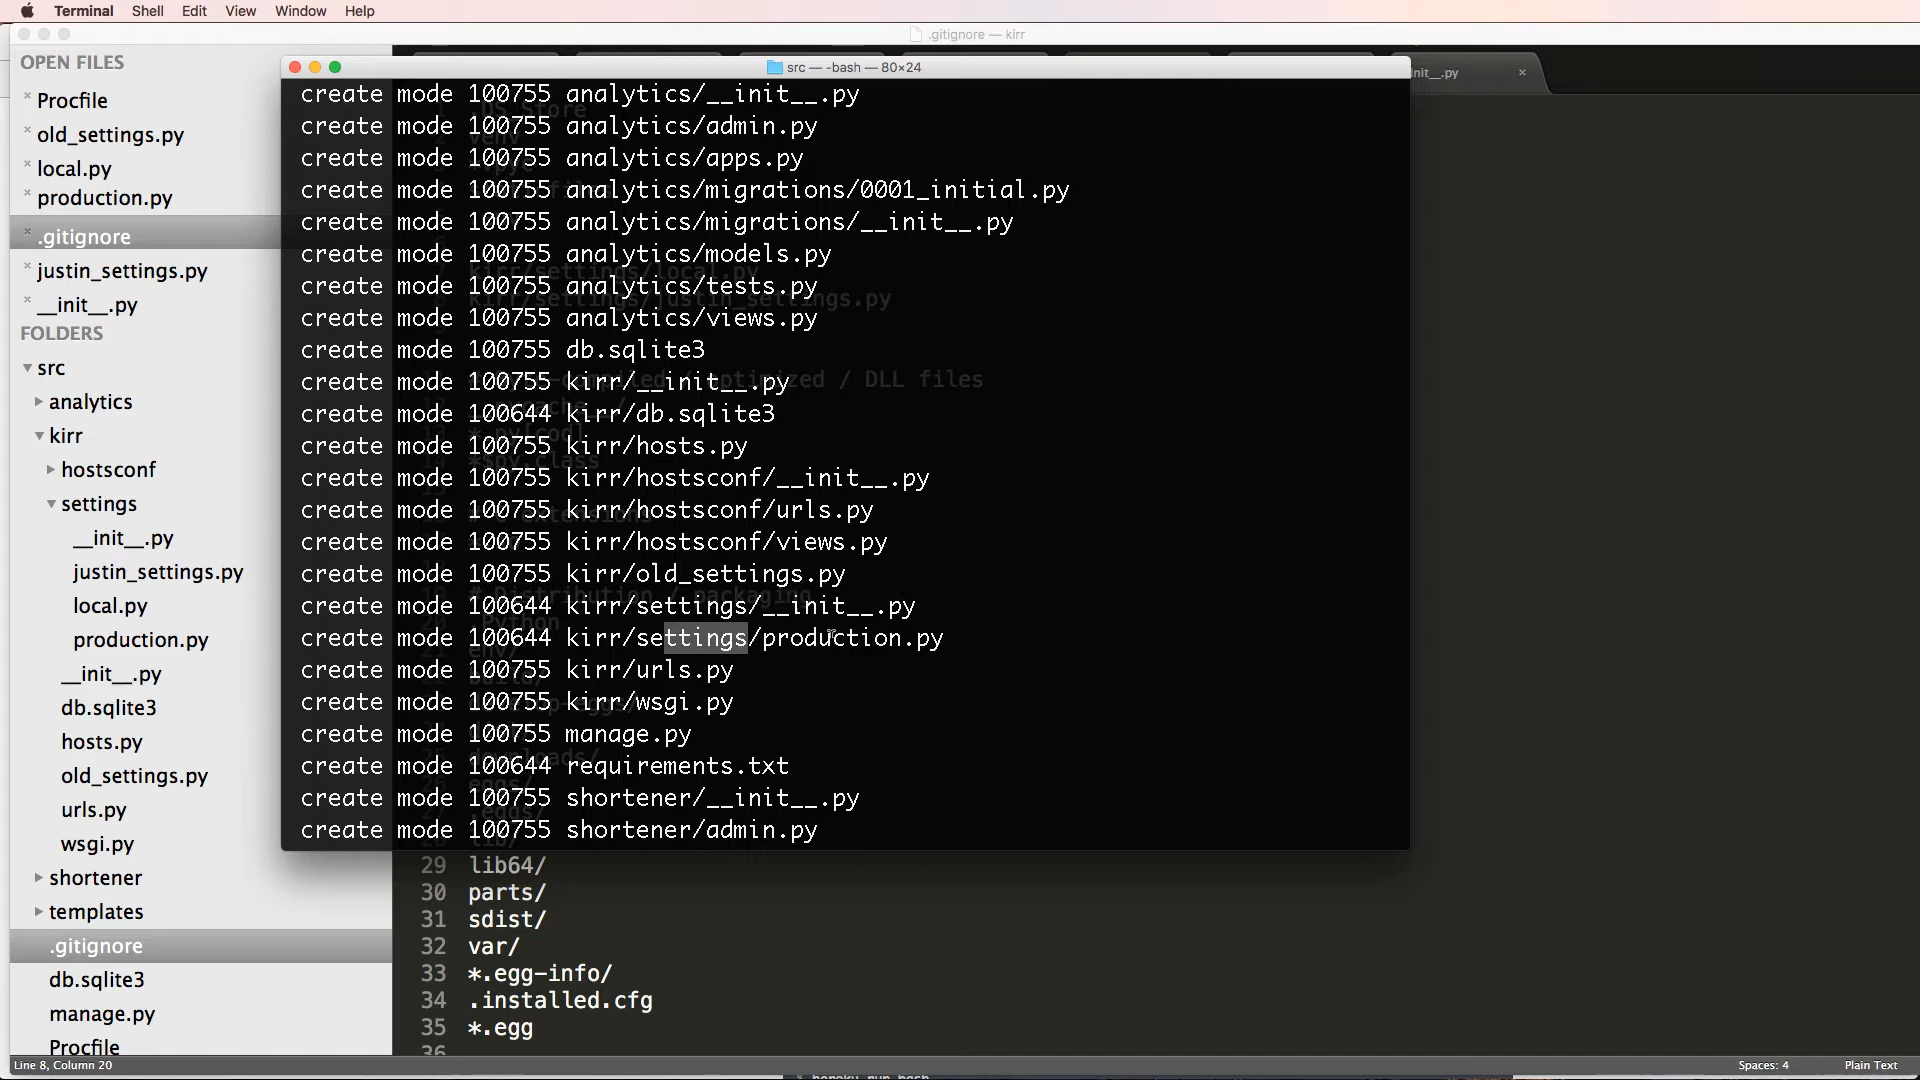 Terminal Shell Edit View Window Help
.gitignore — kirr
OPEN FILES
Procfile
old_settings.py
local.py
production.py
.gitignore
justin_settings.py
__init__.py
FOLDERS
src
analytics
kirr
hostsconf
settings
__init__.py
justin_settings.py
local.py
production.py
__init__.py
db.sqlite3
hosts.py
old_settings.py
urls.py
wsgi.py
shortener
templates
.gitignore
db.sqlite3
manage.py
Procfile
src — -bash — 80×24
create mode 100755 analytics/__init__.py
create mode 100755 analytics/admin.py
create mode 100755 analytics/apps.py
create mode 100755 analytics/migrations/0001_initial.py
create mode 100755 analytics/migrations/__init__.py
create mode 100755 analytics/models.py
create mode 100755 analytics/tests.py
create mode 100755 analytics/views.py
create mode 100755 db.sqlite3
create mode 100755 kirr/__init__.py
create mode 100644 kirr/db.sqlite3
create mode 100755 kirr/hosts.py
create mode 100755 kirr/hostsconf/__init__.py
create mode 100755 kirr/hostsconf/urls.py
create mode 100755 kirr/hostsconf/views.py
create mode 100755 kirr/old_settings.py
create mode 100644 kirr/settings/__init__.py
create mode 100644 kirr/settings/production.py
create mode 100755 kirr/urls.py
create mode 100755 kirr/wsgi.py
create mode 100755 manage.py
create mode 100644 requirements.txt
create mode 100755 shortener/__init__.py
create mode 100755 shortener/admin.py
29 lib64/
30 parts/
31 sdist/
32 var/
33 *.egg-info/
34 .installed.cfg
35 *.egg
36
Line 8, Column 20
Spaces: 4
Plain Text